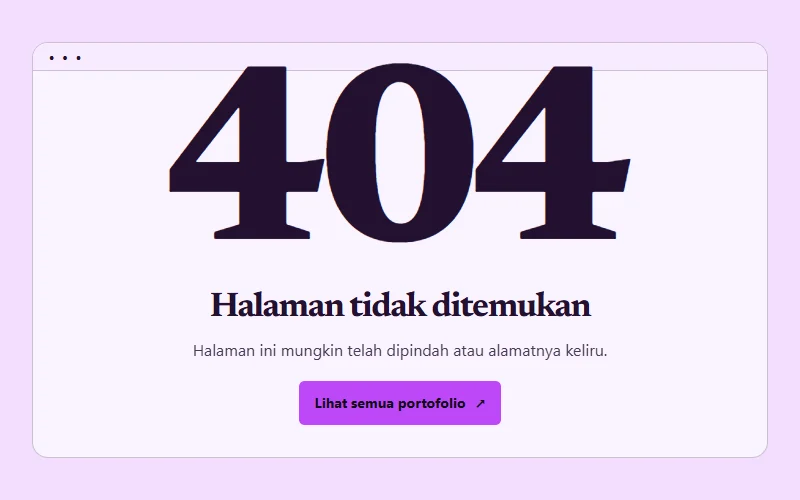 404
Halaman tidak ditemukan
Halaman ini mungkin telah dipindah atau alamatnya keliru.
Lihat semua portofolio ↗